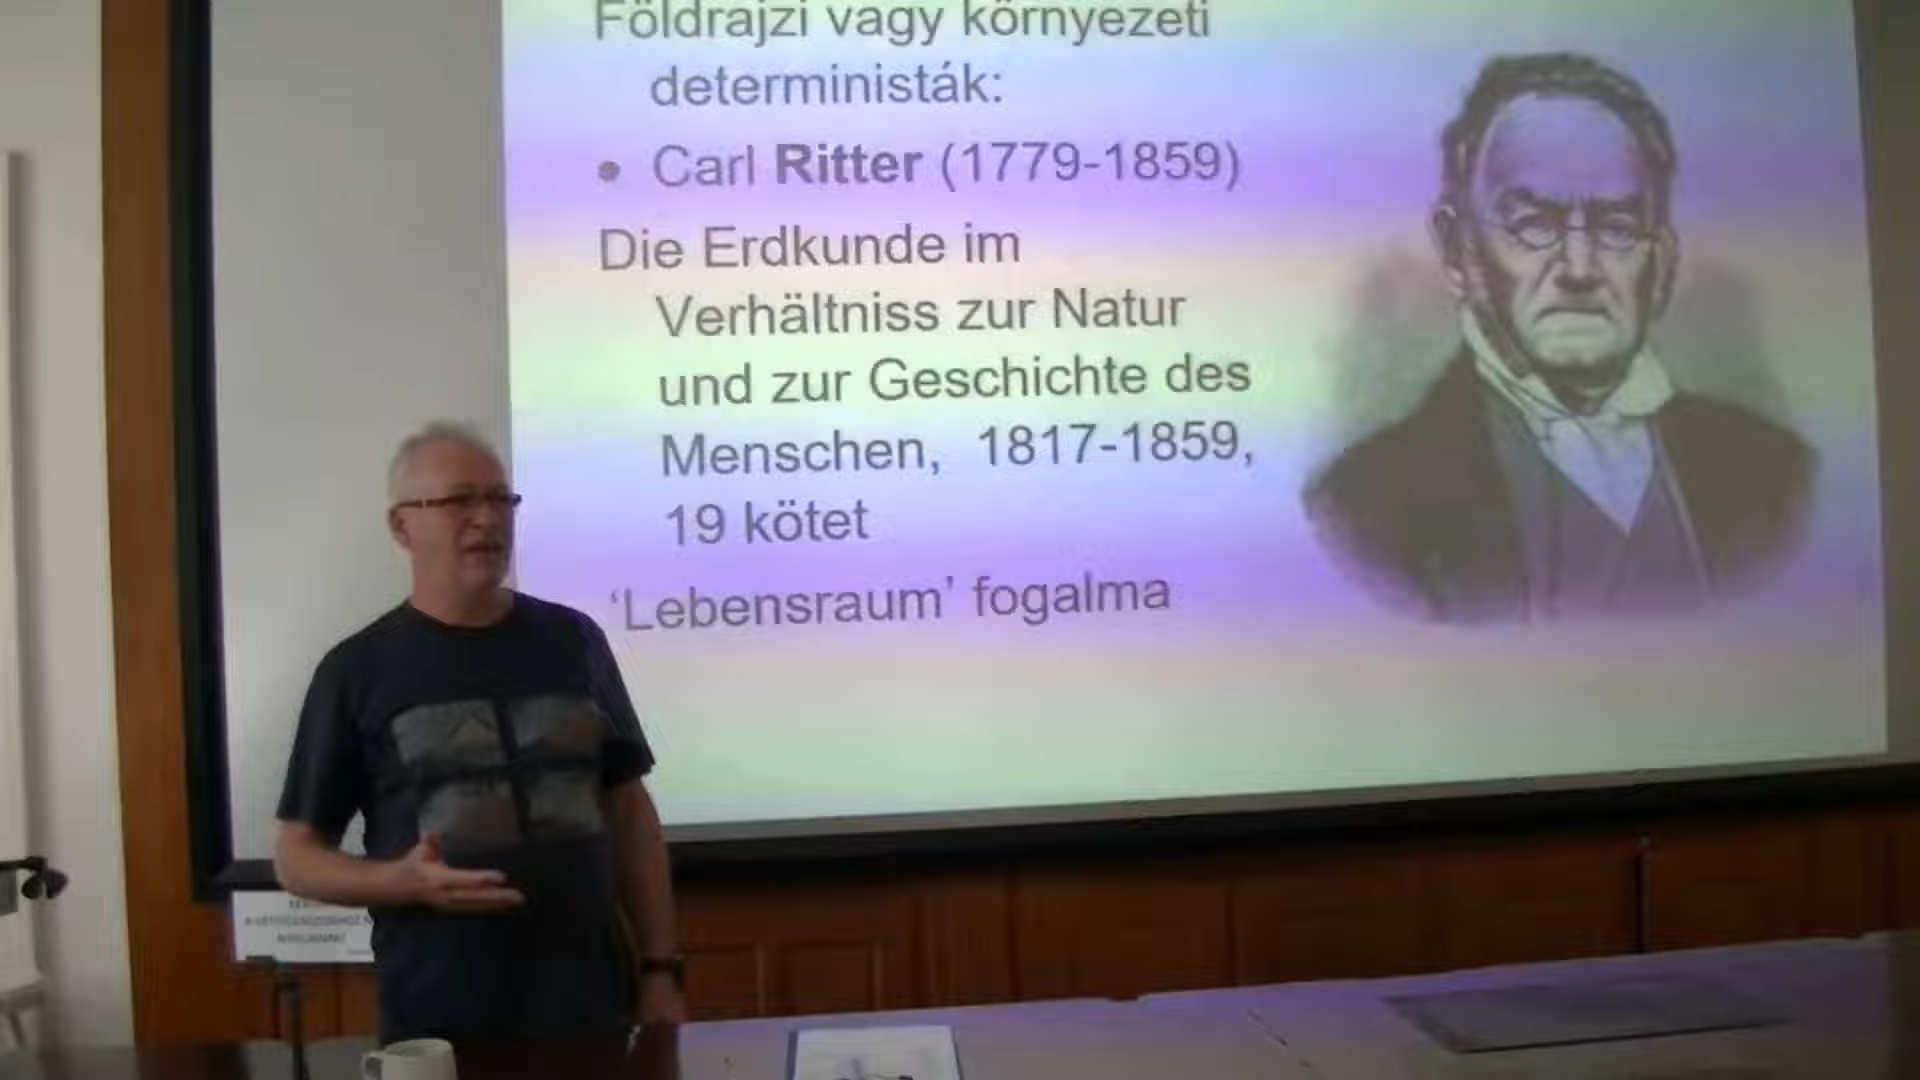 Földrajzi vagy környezeti
deterministák:
• Carl Ritter (1779-1859)
Die Erdkunde im
Verhältniss zur Natur
und zur Geschichte des
Menschen, 1817-1859,
19 kötet
‘Lebensraum’ fogalma